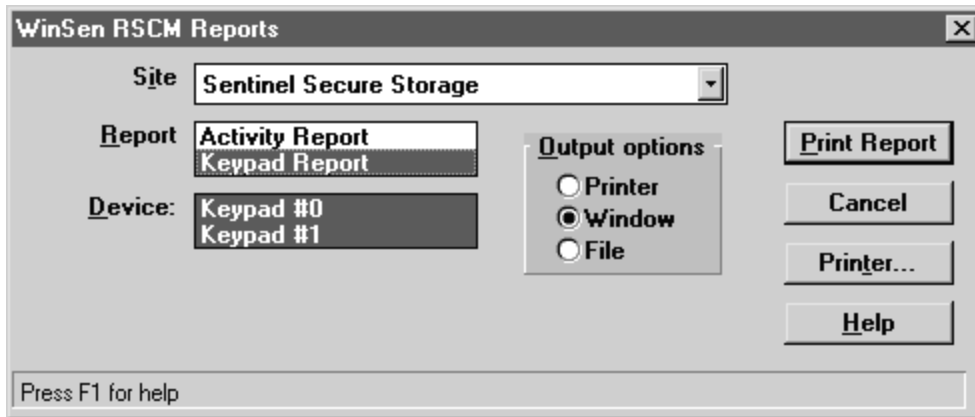 WinSen RSCM Reports
Site
Sentinel Secure Storage
Report
Activity Report
Keypad Report
Device:
Keypad #0
Keypad #1
Output options
Printer
Window
File
Print Report
Cancel
Printer...
Help
Press F1 for help